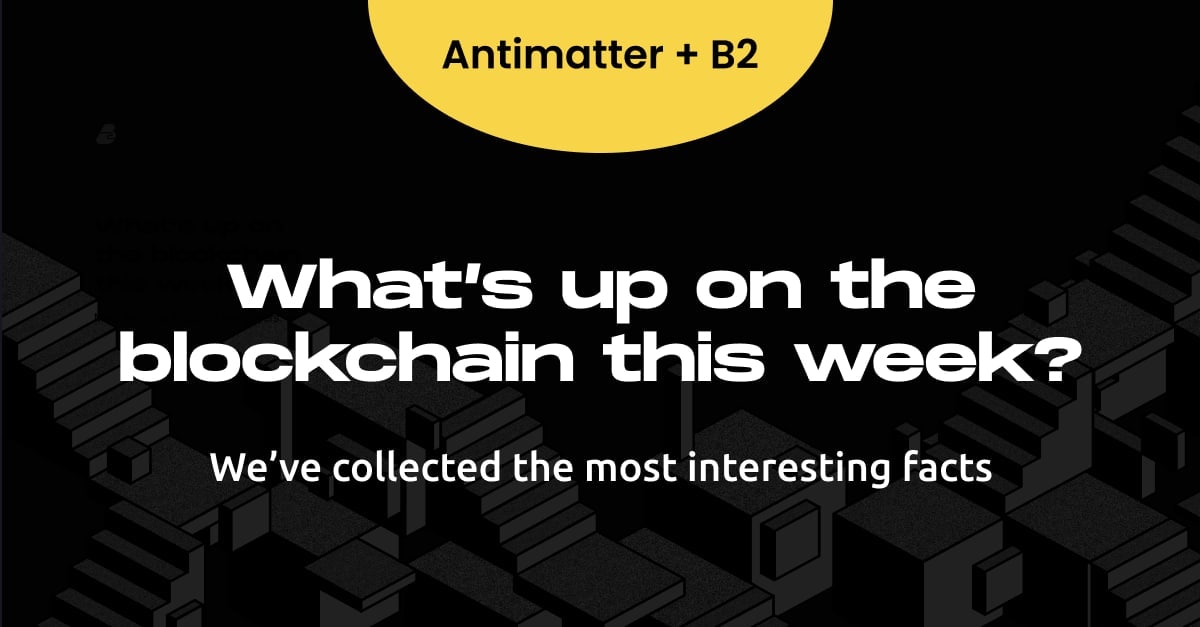 Antimatter + B2
What's up on the
blockchain this week?
We've collected the most interesting facts